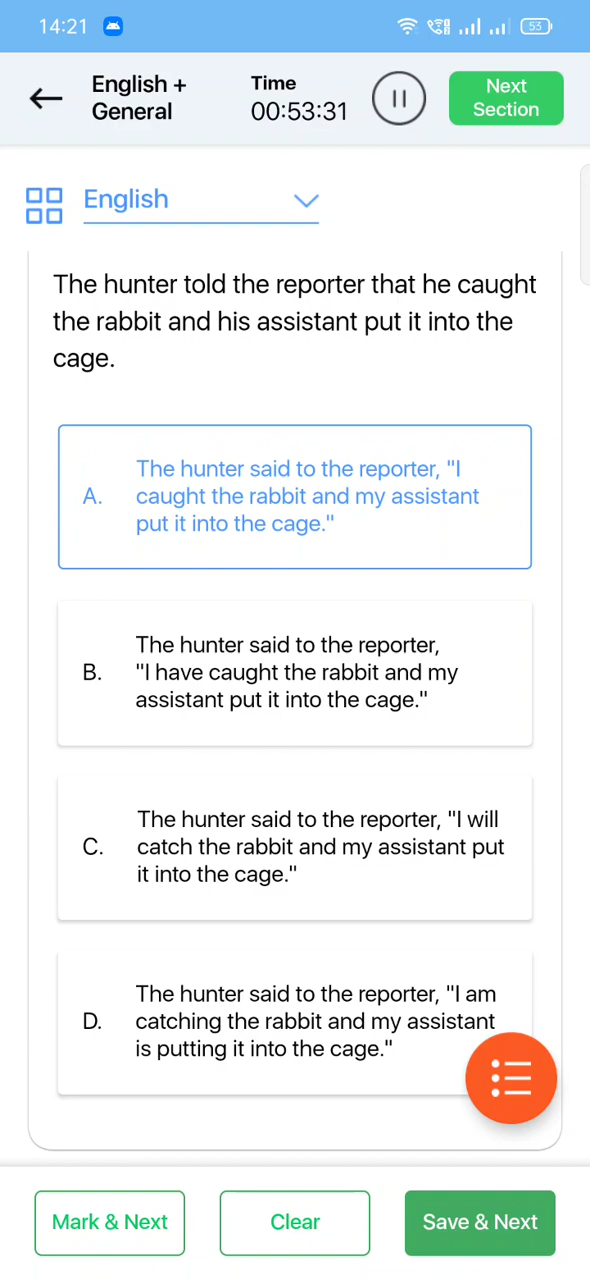 14:21
53
English +
General
Time
00:53:31
Next
Section
English
The hunter told the reporter that he caught
the rabbit and his assistant put it into the
cage.
A.
The hunter said to the reporter, "I
caught the rabbit and my assistant
put it into the cage."
B.
The hunter said to the reporter,
"I have caught the rabbit and my
assistant put it into the cage."
C.
The hunter said to the reporter, "I will
catch the rabbit and my assistant put
it into the cage."
D.
The hunter said to the reporter, "I am
catching the rabbit and my assistant
is putting it into the cage."
Mark & Next
Clear
Save & Next